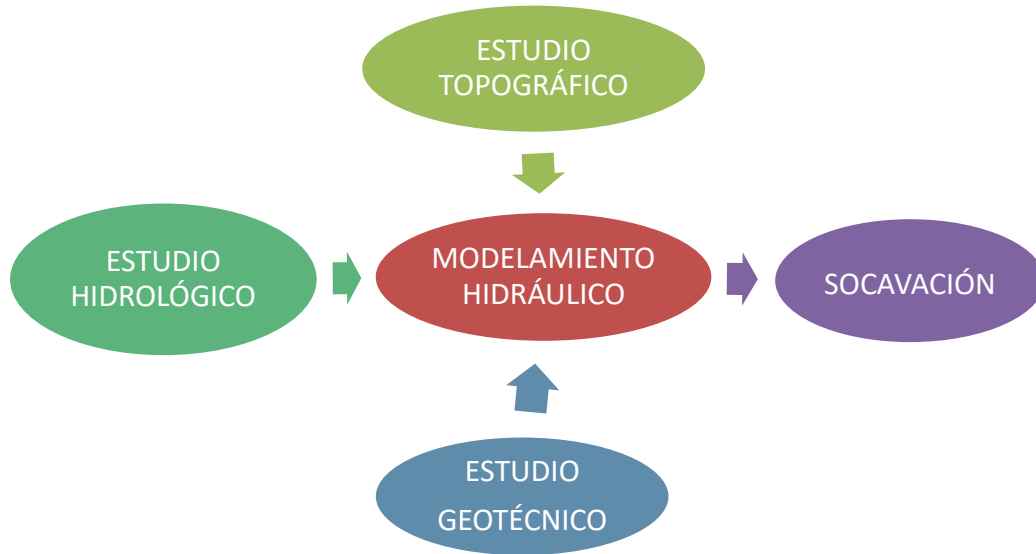 ESTUDIO
TOPOGRÁFICO
ESTUDIO
HIDROLÓGICO
MODELAMIENTO
HIDRÁULICO
SOCAVACIÓN
ESTUDIO
GEOTÉCNICO